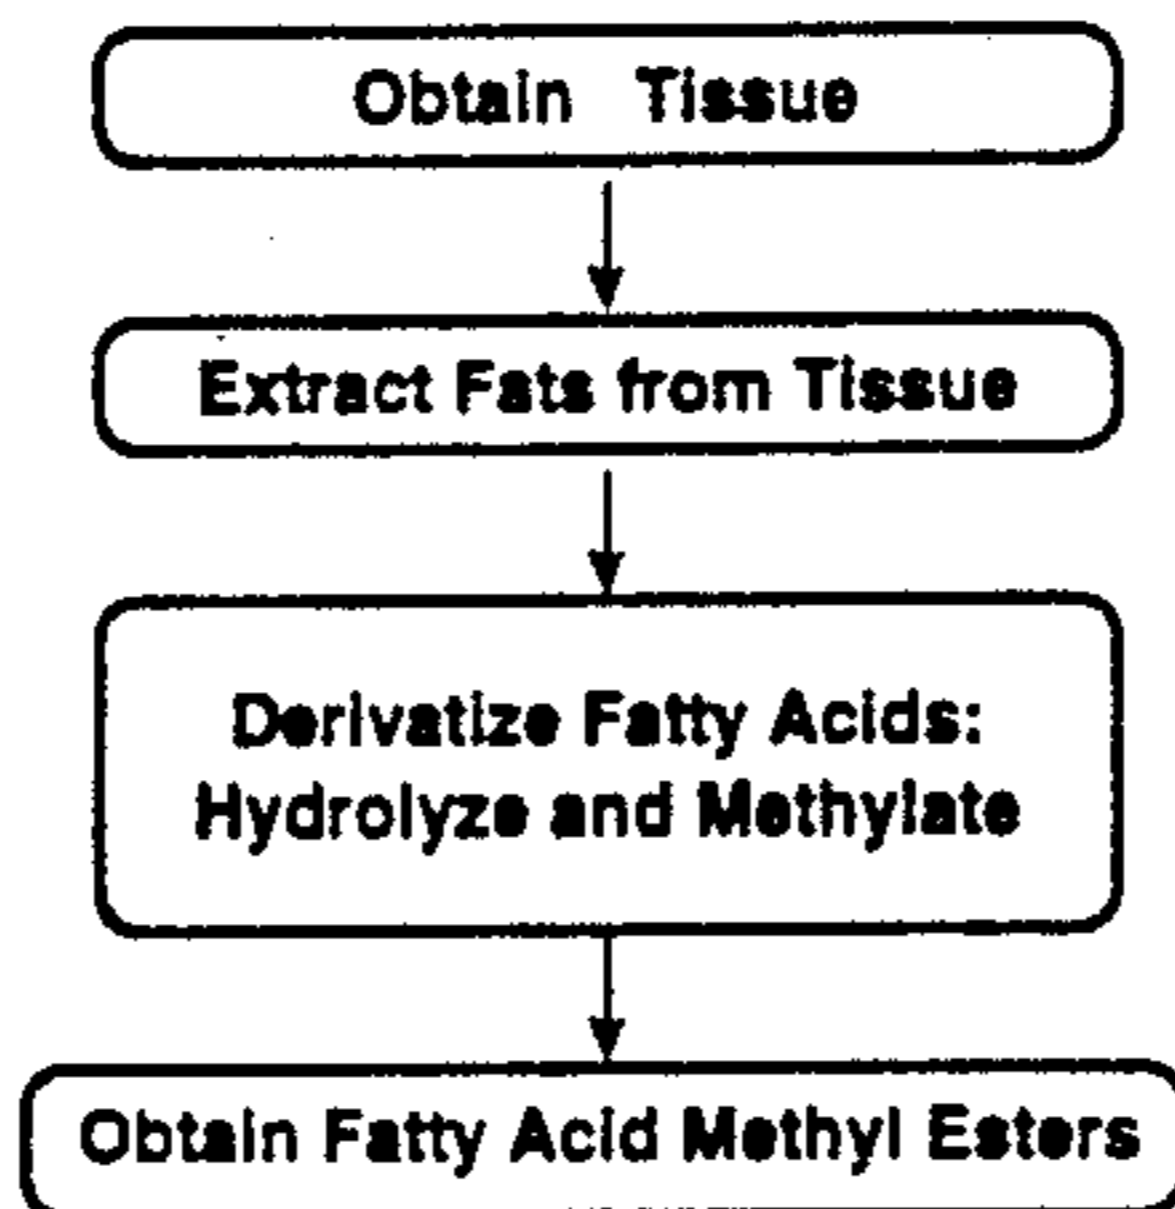 Obtain Tissue
Extract Fats from Tissue
Derivatize Fatty Acids:
Hydrolyze and Methylate
Obtain Fatty Acid Methyl Esters